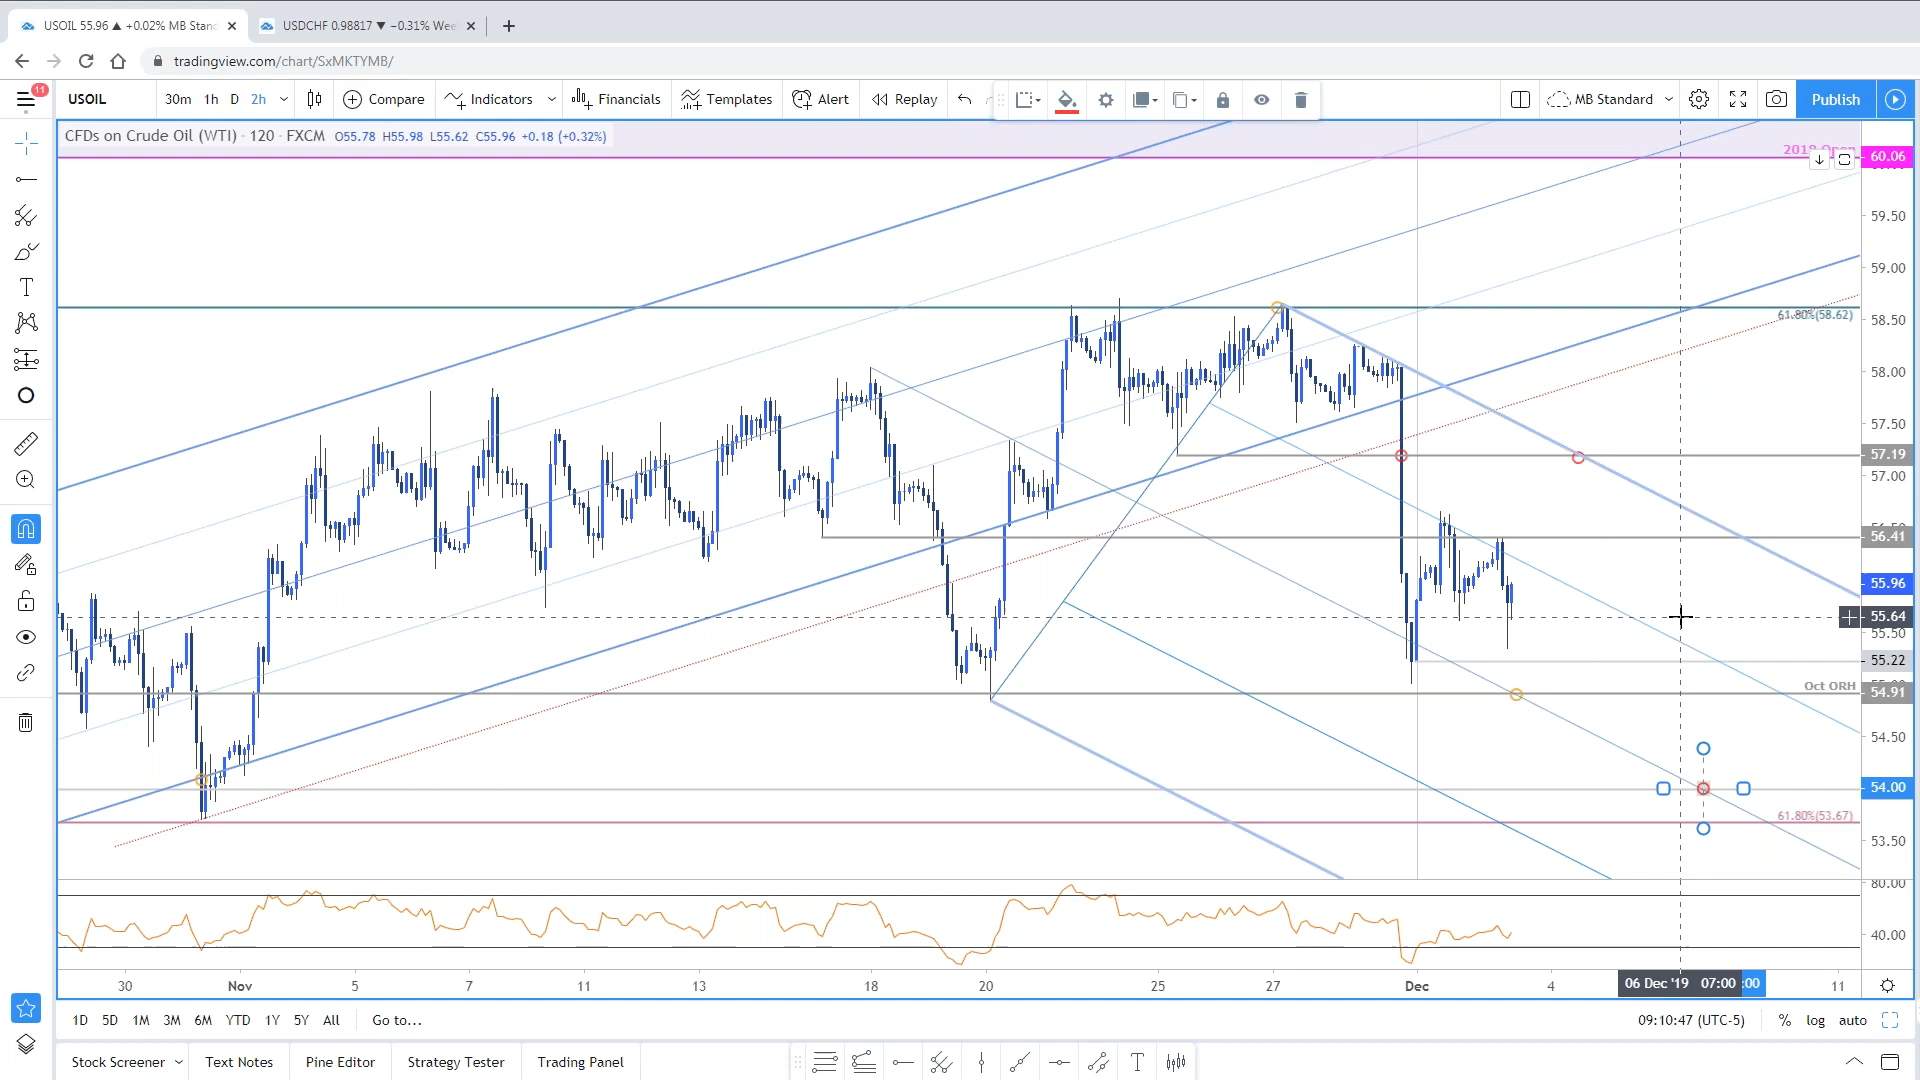 USOIL 55.96 ▲ +0.02% MB Stan
USDCHF 0.98817 ▼ −0.31% Wee
tradingview.com/chart/SxMKTYMB/
11
USOIL 30m 1h D 2h Compare Indicators Financials Templates Alert Replay MB Standard Publish
CFDs on Crude Oil (WTI) · 120 · FXCM O55.78 H55.98 L55.62 C55.96 +0.18 (+0.32%)
2018 Open 60.06
59.50
59.00
61.80%(58.62)
58.50
58.00
57.50
57.19
57.00
56.41
55.96
55.64
55.50
55.22
Oct ORH 54.91
54.50
54.00
61.80%(53.67)
53.50
80.00
40.00
30 Nov 5 7 11 13 18 20 25 27 Dec 4 06 Dec '19 07:00 :00 11
1D 5D 1M 3M 6M YTD 1Y 5Y All Go to... 09:10:47 (UTC-5) % log auto
Stock Screener Text Notes Pine Editor Strategy Tester Trading Panel